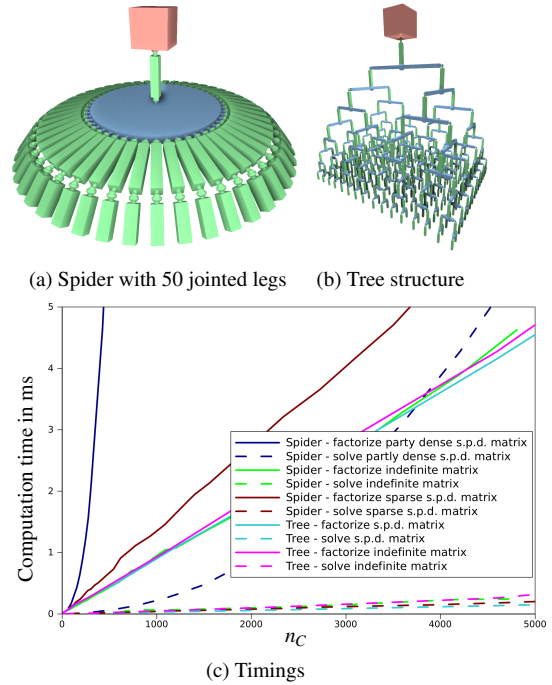 (a) Spider with 50 jointed legs
(b) Tree structure
5
4
3
2
1
0
Computation time in ms
Spider - factorize party dense s.p.d. matrix
Spider - solve partly dense s.p.d. matrix
Spider - factorize indefinite matrix
Spider - solve indefinite matrix
Spider - factorize sparse s.p.d. matrix
Spider - solve sparse s.p.d. matrix
Tree - factorize s.p.d. matrix
Tree - solve s.p.d. matrix
Tree - factorize indefinite matrix
Tree - solve indefinite matrix
0 1000 2000 3000 4000 5000
n_C
(c) Timings